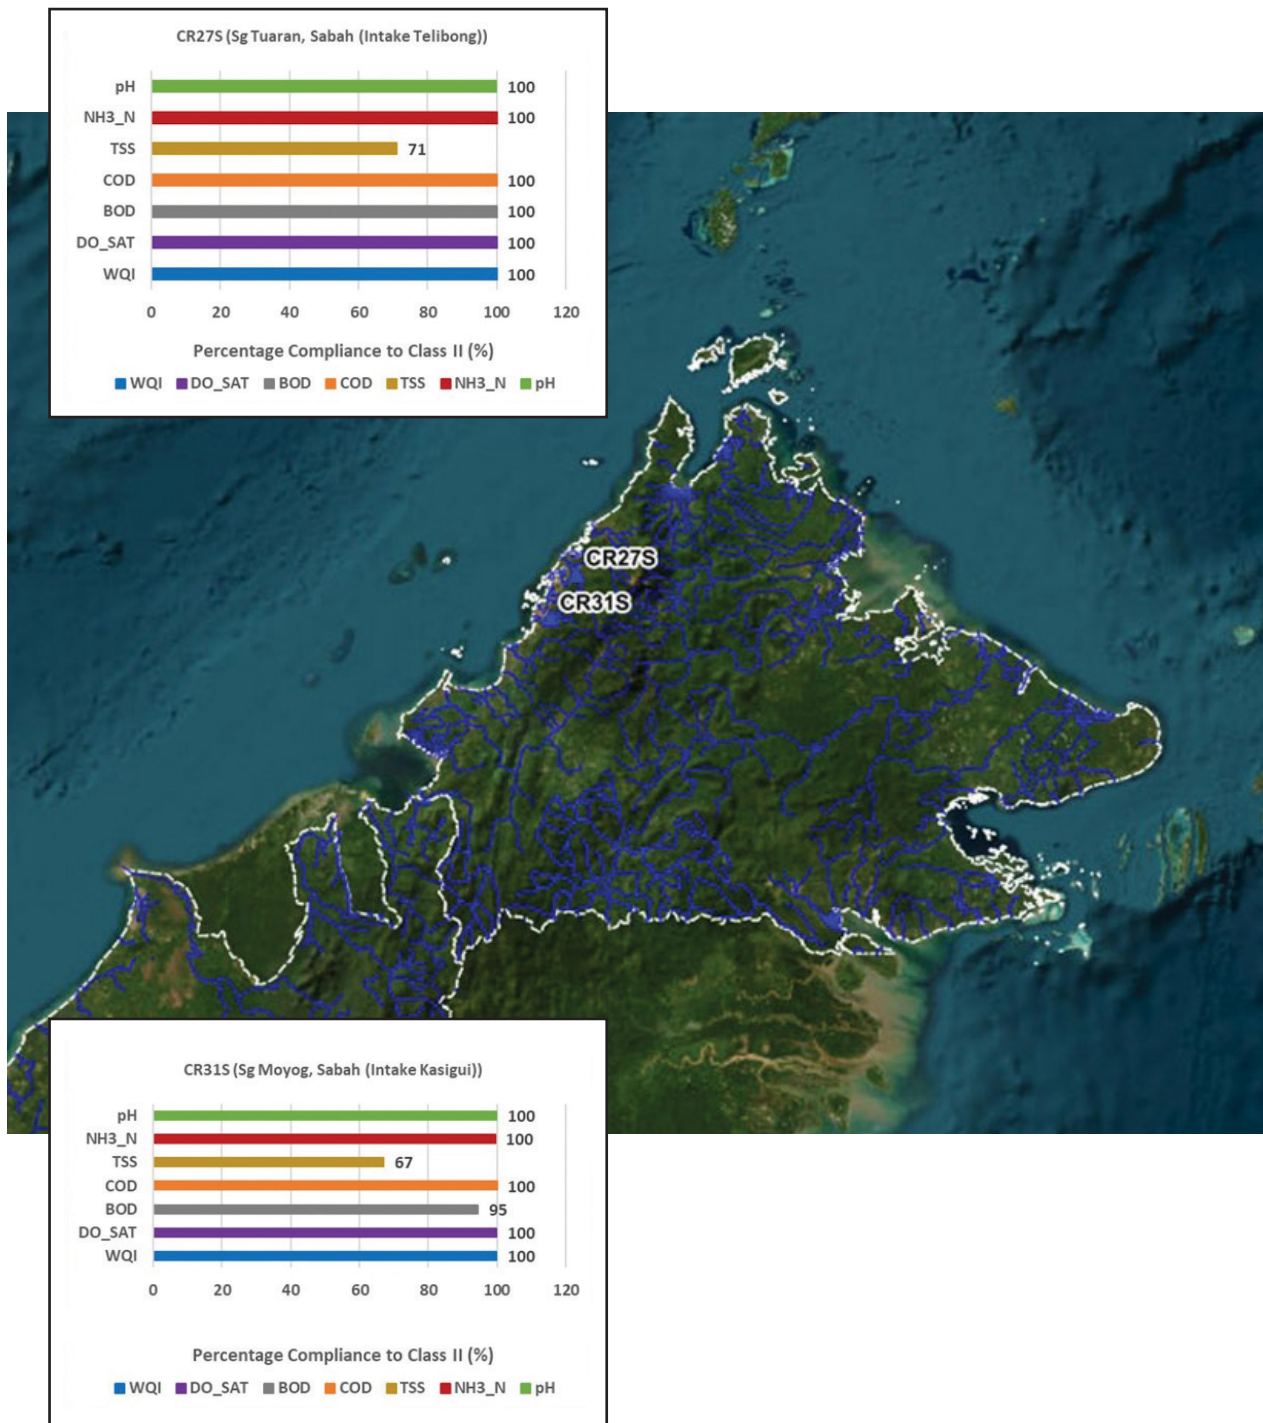 CR27S (Sg Tuaran, Sabah (Intake Telibong))
pH 100
NH3_N 100
TSS 71
COD 100
BOD 100
DO_SAT 100
WQI 100
0 20 40 60 80 100 120
Percentage Compliance to Class II (%)
WQI DO_SAT BOD COD TSS NH3_N pH
CR27S
CR31S
CR31S (Sg Moyog, Sabah (Intake Kasigui))
pH 100
NH3_N 100
TSS 67
COD 100
BOD 95
DO_SAT 100
WQI 100
0 20 40 60 80 100 120
Percentage Compliance to Class II (%)
WQI DO_SAT BOD COD TSS NH3_N pH